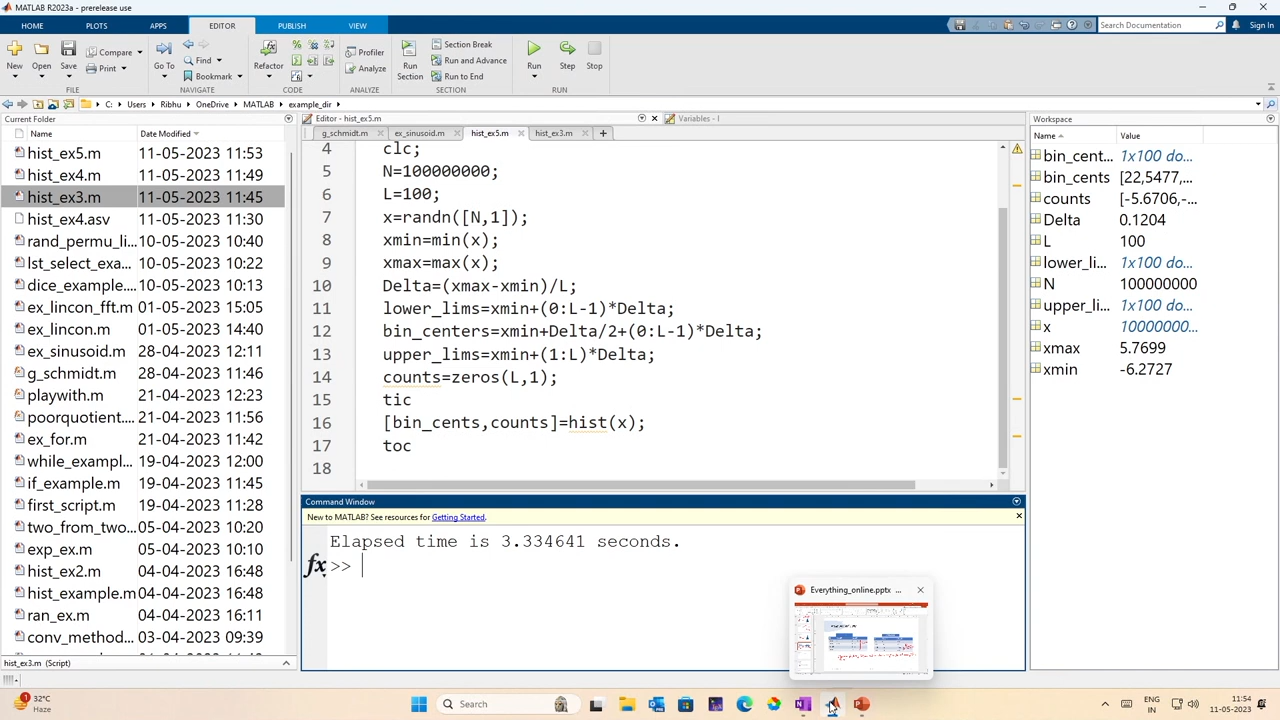 MATLAB R2023a - prerelease use
HOME PLOTS APPS EDITOR PUBLISH VIEW Search Documentation Sign In
New Open Save Compare Print Go To Find Bookmark Refactor Profiler Analyze Run Section Section Break Run and Advance Run to End Run Step Stop
FILE NAVIGATE CODE ANALYZE SECTION RUN
C: Users Ribhu OneDrive MATLAB example_dir
Current Folder
Name Date Modified
hist_ex5.m 11-05-2023 11:53
hist_ex4.m 11-05-2023 11:49
hist_ex3.m 11-05-2023 11:45
hist_ex4.asv 11-05-2023 11:30
rand_permu_li... 10-05-2023 10:40
lst_select_exa... 10-05-2023 10:22
dice_example... 10-05-2023 10:13
ex_lincon_fft.m 01-05-2023 15:05
ex_lincon.m 01-05-2023 14:40
ex_sinusoid.m 28-04-2023 12:11
g_schmidt.m 28-04-2023 11:46
playwith.m 21-04-2023 12:23
poorquotient... 21-04-2023 11:56
ex_for.m 21-04-2023 11:42
while_exampl... 19-04-2023 12:00
if_example.m 19-04-2023 11:45
first_script.m 19-04-2023 11:28
two_from_two... 05-04-2023 10:20
exp_ex.m 05-04-2023 10:10
hist_ex2.m 04-04-2023 16:48
hist_example.m 04-04-2023 16:48
ran_ex.m 04-04-2023 16:11
conv_method... 03-04-2023 09:39
hist_ex3.m (Script)
Editor - hist_ex5.m Variables - I
g_schmidt.m ex_sinusoid.m hist_ex5.m hist_ex3.m
4 clc;
5 N=100000000;
6 L=100;
7 x=randn([N,1]);
8 xmin=min(x);
9 xmax=max(x);
10 Delta=(xmax-xmin)/L;
11 lower_lims=xmin+(0:L-1)*Delta;
12 bin_centers=xmin+Delta/2+(0:L-1)*Delta;
13 upper_lims=xmin+(1:L)*Delta;
14 counts=zeros(L,1);
15 tic
16 [bin_cents,counts]=hist(x);
17 toc
18
Command Window
New to MATLAB? See resources for Getting Started.
Elapsed time is 3.334641 seconds.
fx >>
Everything_online.pptx ...
Workspace
Name Value
bin_cent... 1x100 do...
bin_cents [22,5477,...
counts [-5.6706,-...
Delta 0.1204
L 100
lower_li... 1x100 do...
N 100000000
upper_li... 1x100 do...
x 10000000...
xmax 5.7699
xmin -6.2727
32°C
Haze
Search
ENG
IN
11:54
11-05-2023